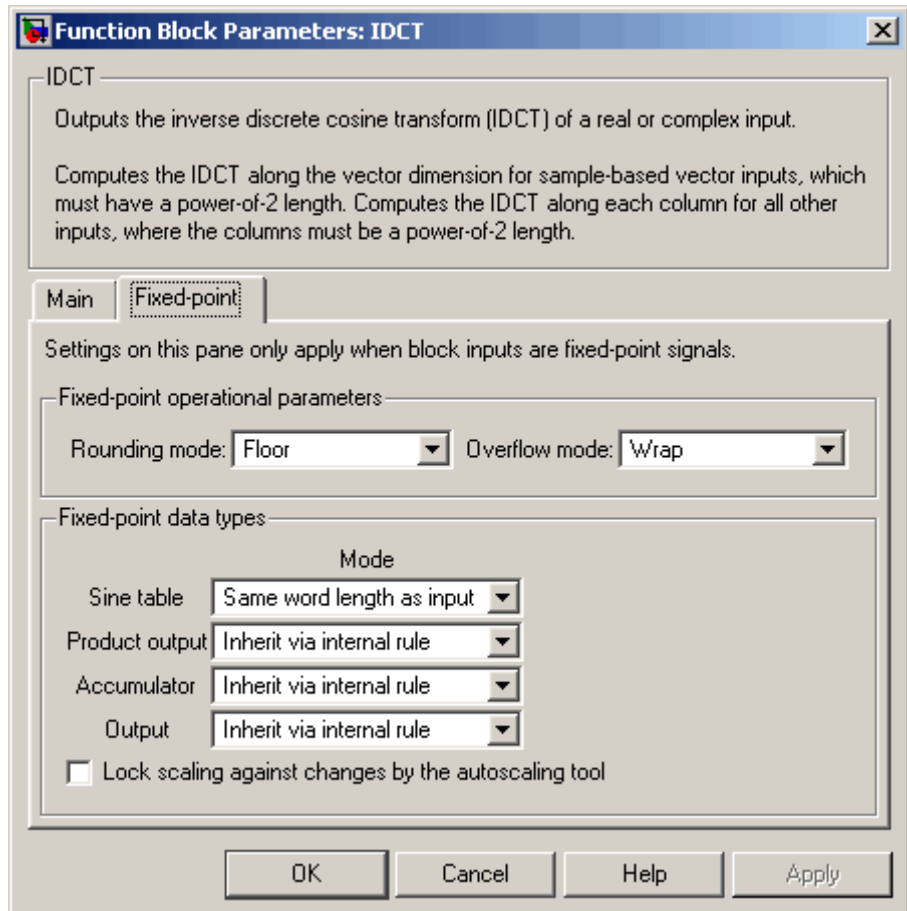 Function Block Parameters: IDCT
IDCT
Outputs the inverse discrete cosine transform (IDCT) of a real or complex input.
Computes the IDCT along the vector dimension for sample-based vector inputs, which
must have a power-of-2 length. Computes the IDCT along each column for all other
inputs, where the columns must be a power-of-2 length.
Main Fixed-point
Settings on this pane only apply when block inputs are fixed-point signals.
Fixed-point operational parameters
Rounding mode: Floor Overflow mode: Wrap
Fixed-point data types
Mode
Sine table Same word length as input
Product output Inherit via internal rule
Accumulator Inherit via internal rule
Output Inherit via internal rule
Lock scaling against changes by the autoscaling tool
OK Cancel Help Apply